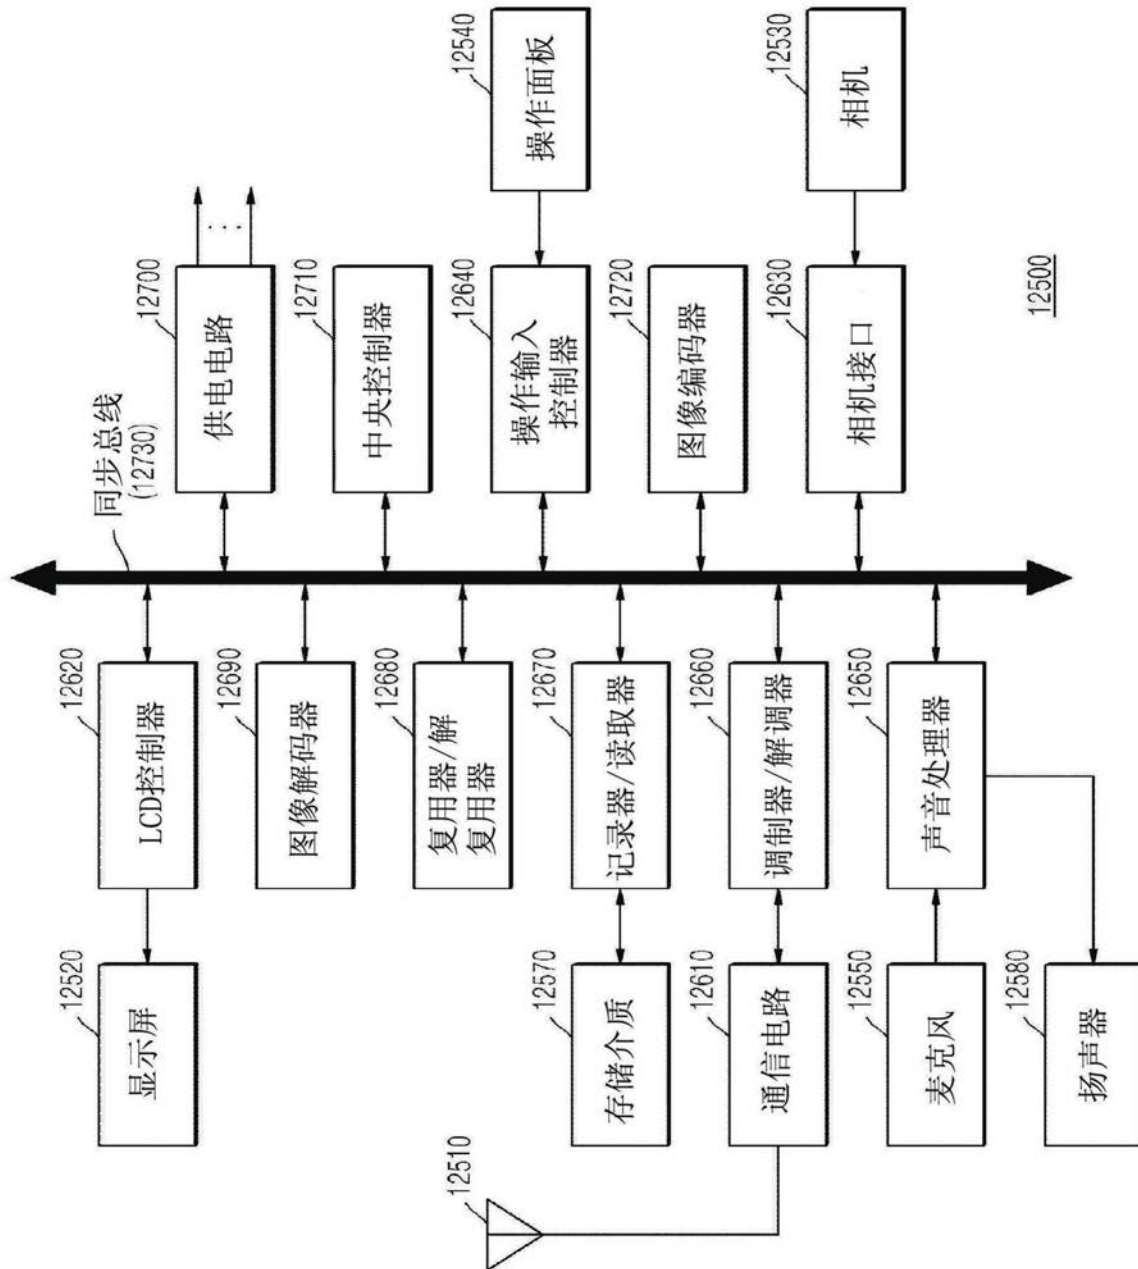 12520
12620
同步总线
(12730)
显示屏
LCD控制器
12700
供电电路
12690
图像解码器
12710
中央控制器
12680
复用器/解
复用器
12510
12640
12540
操作输入
控制器
操作面板
12570
12670
存储介质
记录器/读取器
12720
图像编码器
12610
12660
通信电路
调制器/解调器
12630
12530
相机接口
相机
12550
12650
麦克风
声音处理器
12580
扬声器
12500